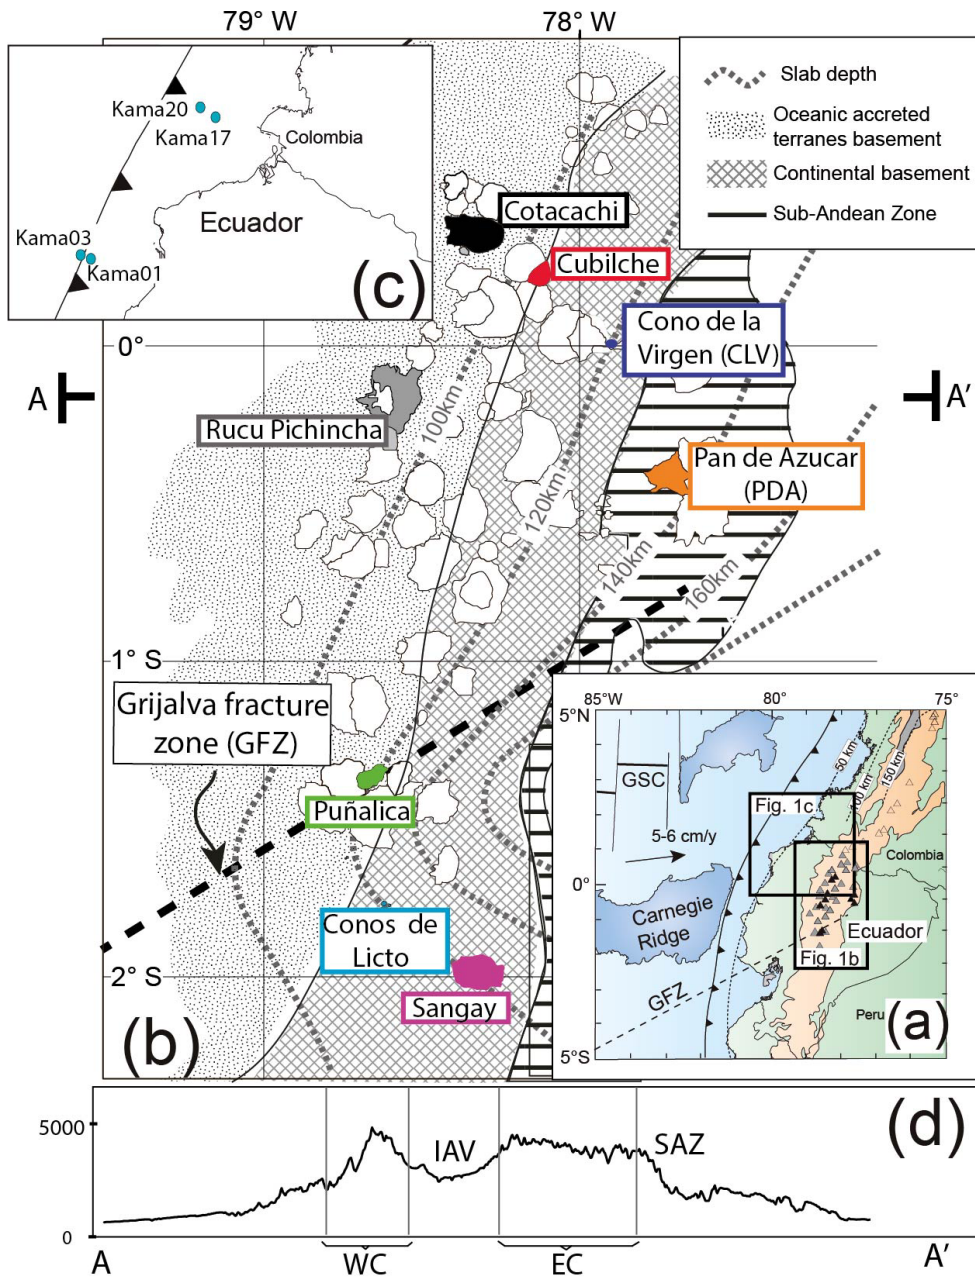 79° W
78° W
Kama20
Kama17
Colombia
Ecuador
Kama03
Kama01
(c)
Slab depth
Oceanic accreted
terranes basement
Continental basement
Sub-Andean Zone
Cotacachi
Cubilche
Cono de la
Virgen (CLV)
0°
A
A'
Rucu Pichincha
100km
Pan de Azucar
(PDA)
120km
140km
160km
1° S
Grijalva fracture
zone (GFZ)
Puñalica
Conos de
Licto
2° S
Sangay
(b)
85°W
80°
75°
5°N
GSC
50 km
100 km
150 km
Fig. 1c
5-6 cm/y
Colombia
0°
Carnegie
Ridge
Ecuador
Fig. 1b
GFZ
Peru
(a)
5°S
(d)
5000
IAV
SAZ
0
A
WC
EC
A'